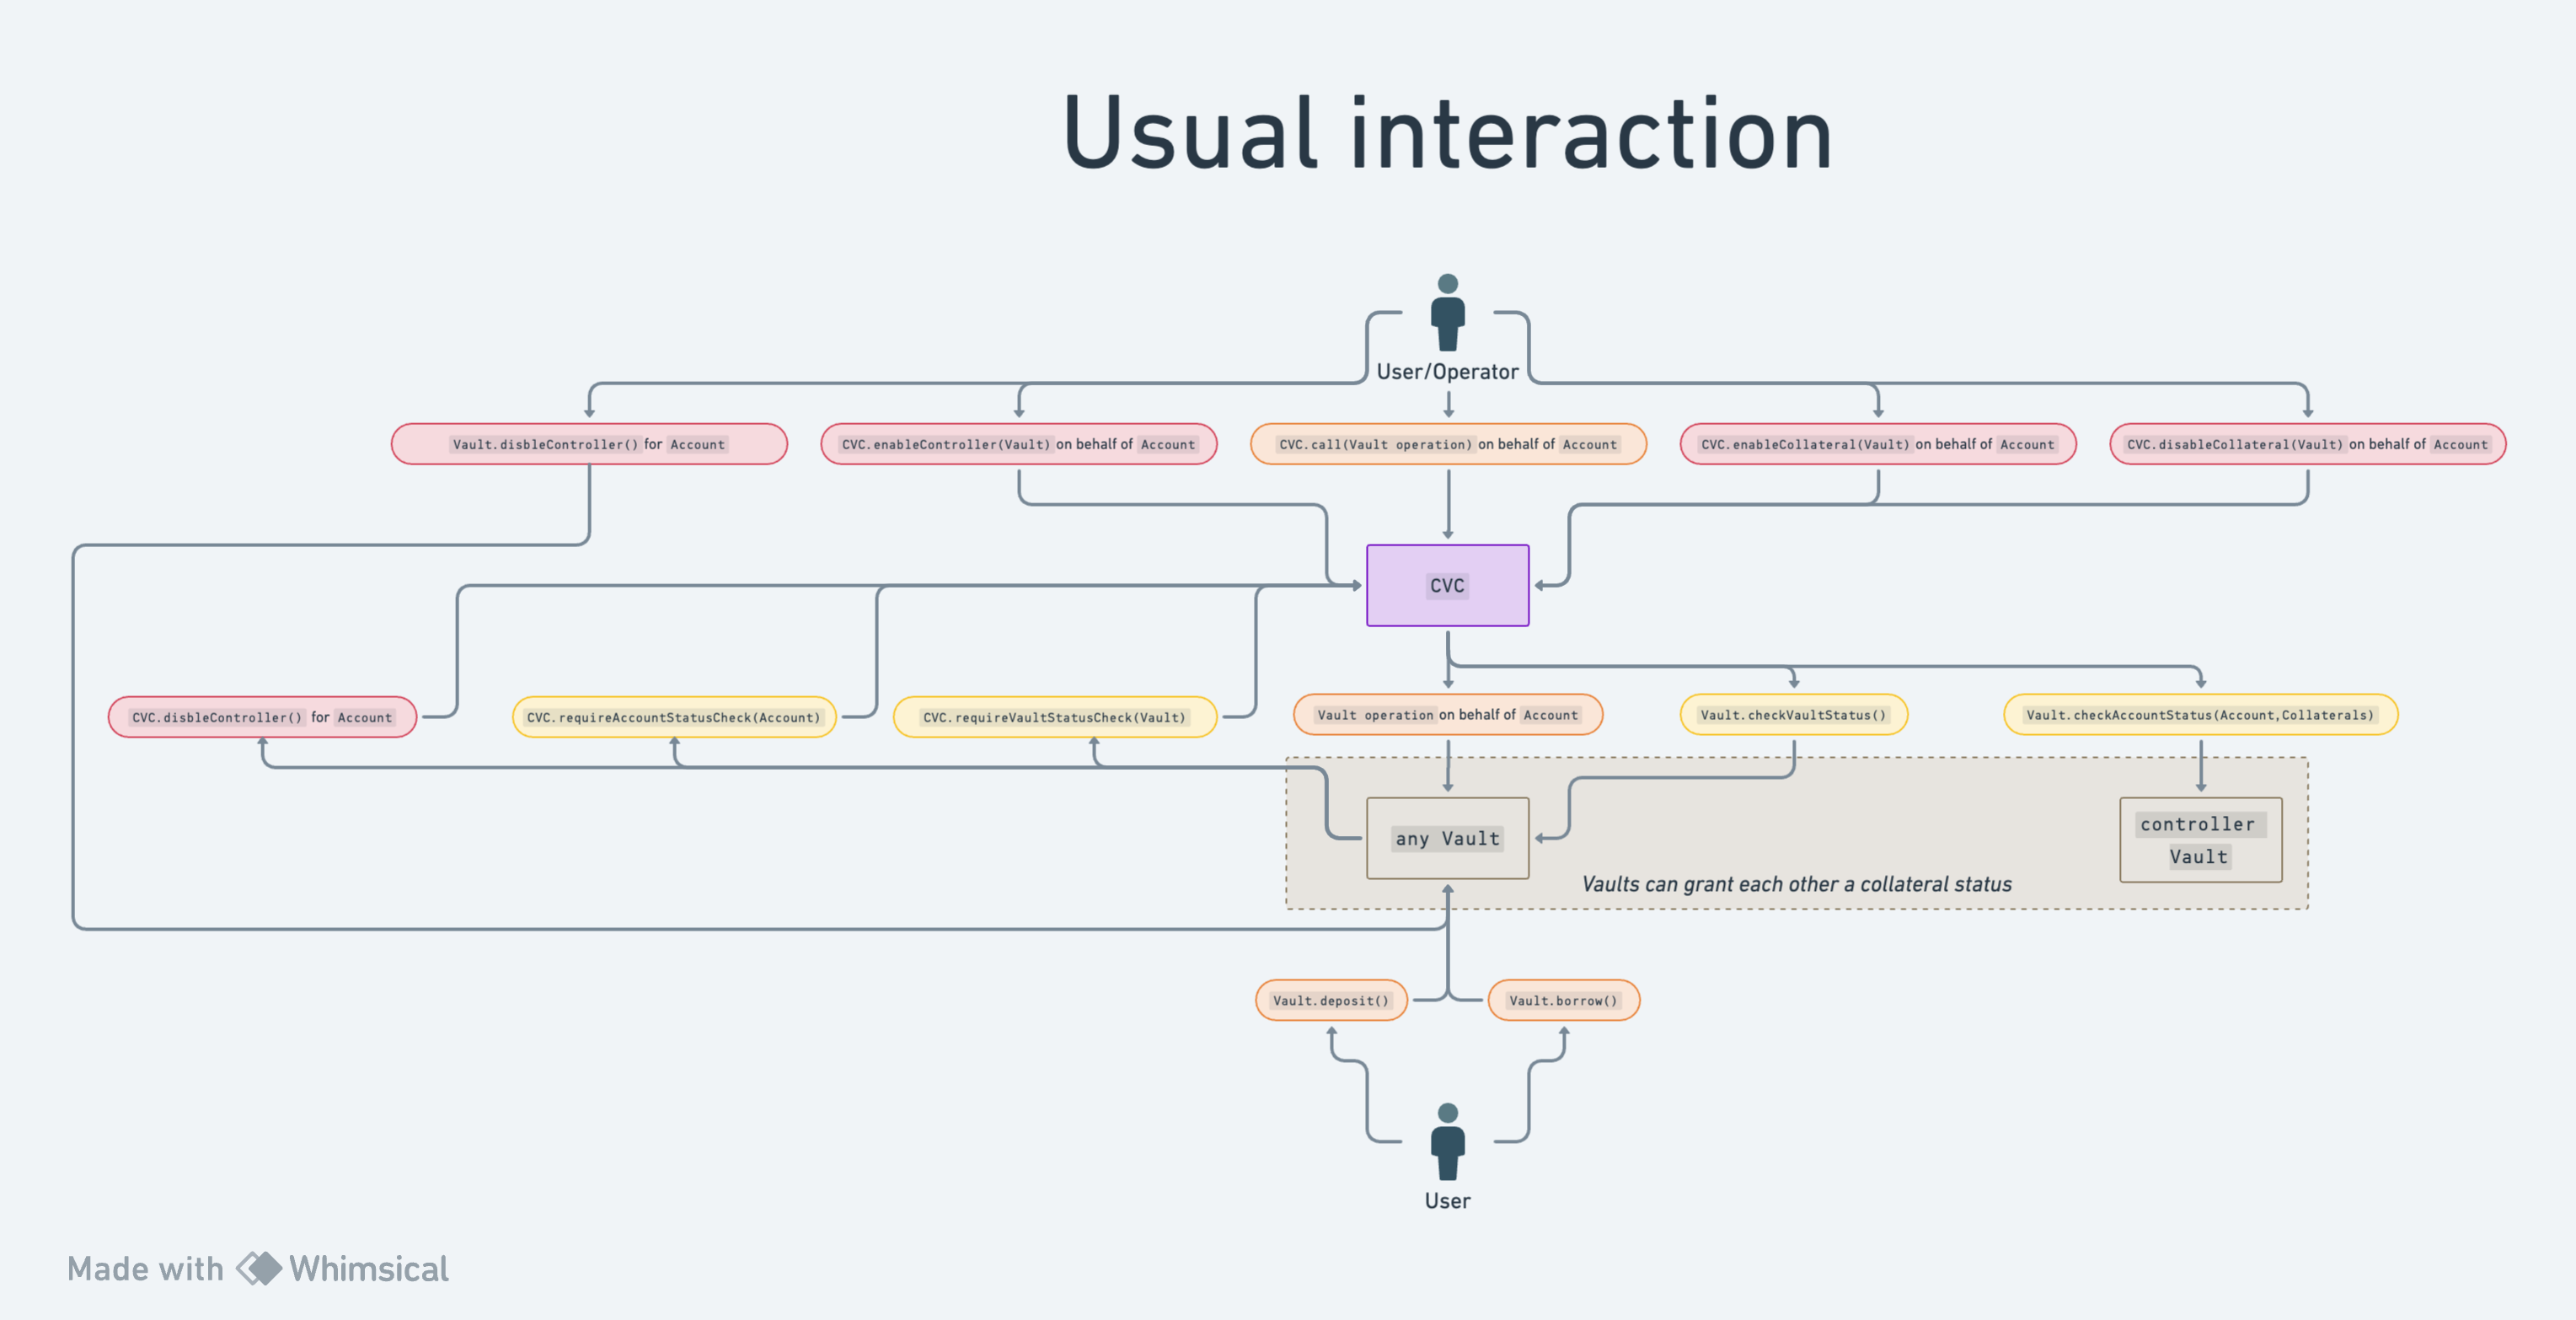 Usual interaction
User/Operator
Vault.disbleController() for Account
CVC.enableController(Vault) on behalf of Account
CVC.call(Vault operation) on behalf of Account
CVC.enableCollateral(Vault) on behalf of Account
CVC.disableCollateral(Vault) on behalf of Account
CVC
CVC.disbleController() for Account
CVC.requireAccountStatusCheck(Account)
CVC.requireVaultStatusCheck(Vault)
Vault operation on behalf of Account
Vault.checkVaultStatus()
Vault.checkAccountStatus(Account,Collaterals)
any Vault
controller
Vault
Vaults can grant each other a collateral status
Vault.deposit()
Vault.borrow()
User
Made with Whimsical